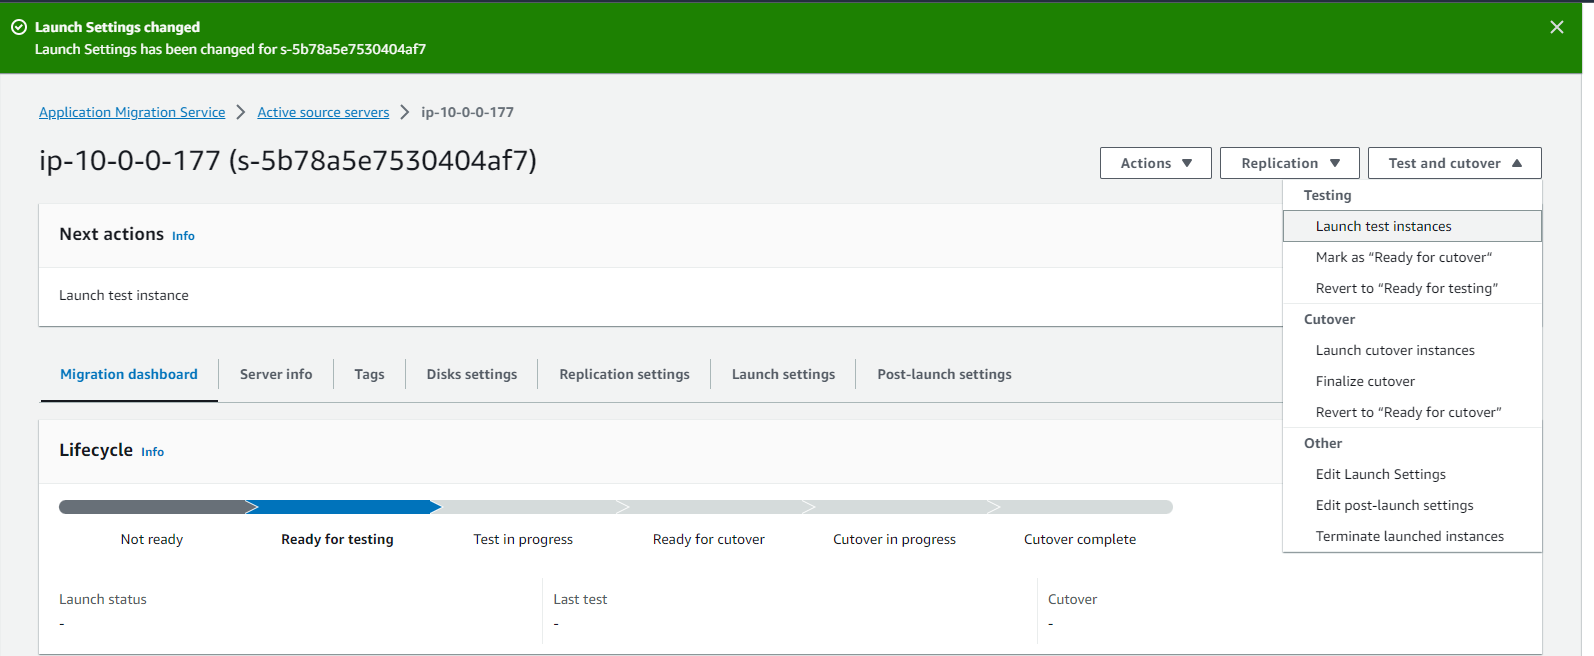 Launch Settings changed
Launch Settings has been changed for s-5b78a5e7530404af7
Application Migration Service > Active source servers > ip-10-0-0-177
ip-10-0-0-177 (s-5b78a5e7530404af7)
Actions
Replication
Test and cutover
Testing
Launch test instances
Mark as “Ready for cutover“
Revert to “Ready for testing”
Cutover
Launch cutover instances
Finalize cutover
Revert to “Ready for cutover”
Other
Edit Launch Settings
Edit post-launch settings
Terminate launched instances
Next actions Info
Launch test instance
Migration dashboard
Server info
Tags
Disks settings
Replication settings
Launch settings
Post-launch settings
Lifecycle Info
Not ready
Ready for testing
Test in progress
Ready for cutover
Cutover in progress
Cutover complete
Launch status
-
Last test
-
Cutover
-